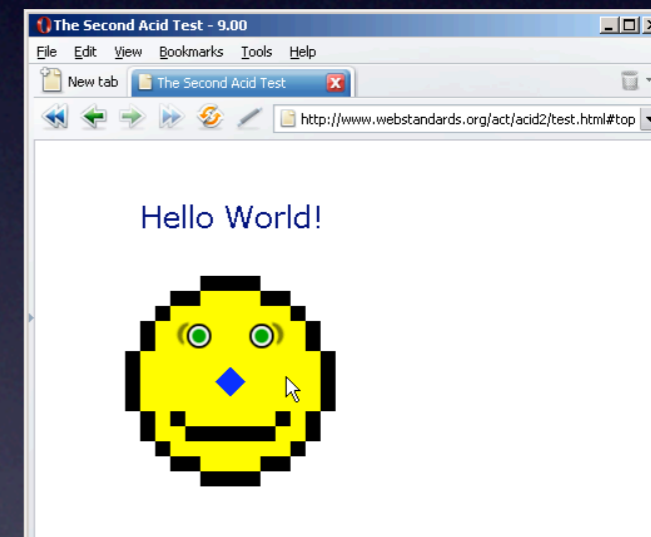 The Second Acid Test - 9.00
File Edit View Bookmarks Tools Help
New tab The Second Acid Test
http://www.webstandards.org/act/acid2/test.html#top
Hello World!